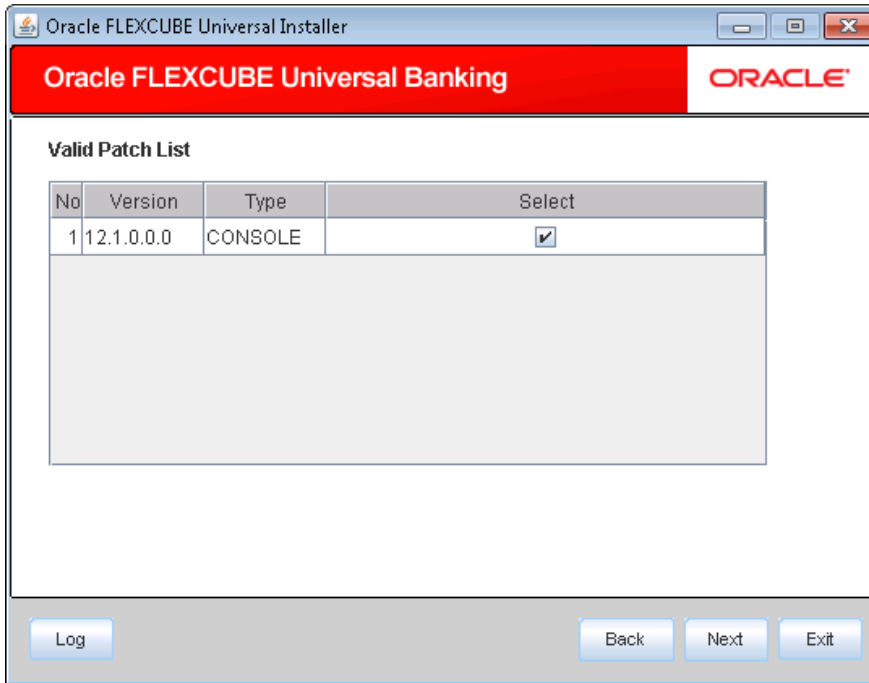 Oracle FLEXCUBE Universal Installer
Oracle FLEXCUBE Universal Banking
ORACLE
Valid Patch List
No Version Type Select
1 12.1.0.0.0 CONSOLE
Log Back Next Exit